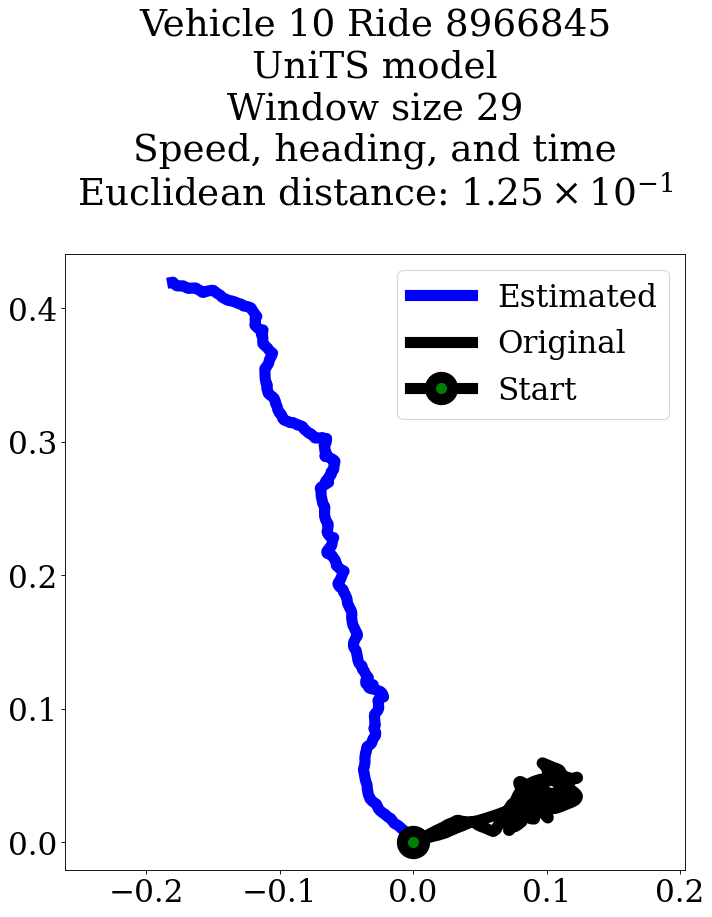 Vehicle 10 Ride 8966845
UniTS model
Window size 29
Speed, heading, and time
Euclidean distance: 1.25 × 10⁻¹
Estimated
Original
Start
0.4
0.3
0.2
0.1
0.0
−0.2 −0.1 0.0 0.1 0.2